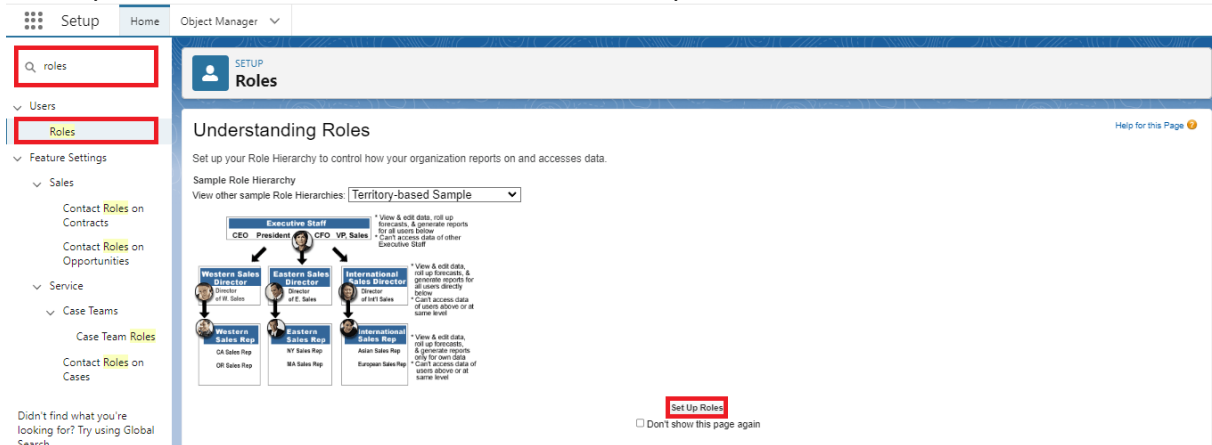 Setup
Home
Object Manager
roles
Users
Roles
Feature Settings
Sales
Contact Roles on
Contracts
Contact Roles on
Opportunities
Service
Case Teams
Case Team Roles
Contact Roles on
Cases
Didn't find what you're
looking for? Try using Global
Search
SETUP
Roles
Understanding Roles
Help for this Page
Set up your Role Hierarchy to control how your organization reports on and accesses data.
Sample Role Hierarchy
View other sample Role Hierarchies: Territory-based Sample
Executive Staff
CEO President CFO VP, Sales
* View & edit data, roll up
forecasts, & generate reports
for all users below
* Can't access data of other
Executive Staff
Western Sales
Director
Director
of W. Sales
Eastern Sales
Director
Director
of E. Sales
International
Sales Director
Director
of Int'l Sales
* View & edit data,
roll up forecasts, &
generate reports for
all users directly
below
* Can't access data
of users above or at
same level
Western
Sales Rep
CA Sales Rep
OR Sales Rep
Eastern
Sales Rep
NY Sales Rep
MA Sales Rep
International
Sales Rep
Asian Sales Rep
European Sales Rep
* View & edit data,
roll up forecasts,
& generate reports
only for own data
* Can't access data of
users above or at
same level
Set Up Roles
Don't show this page again